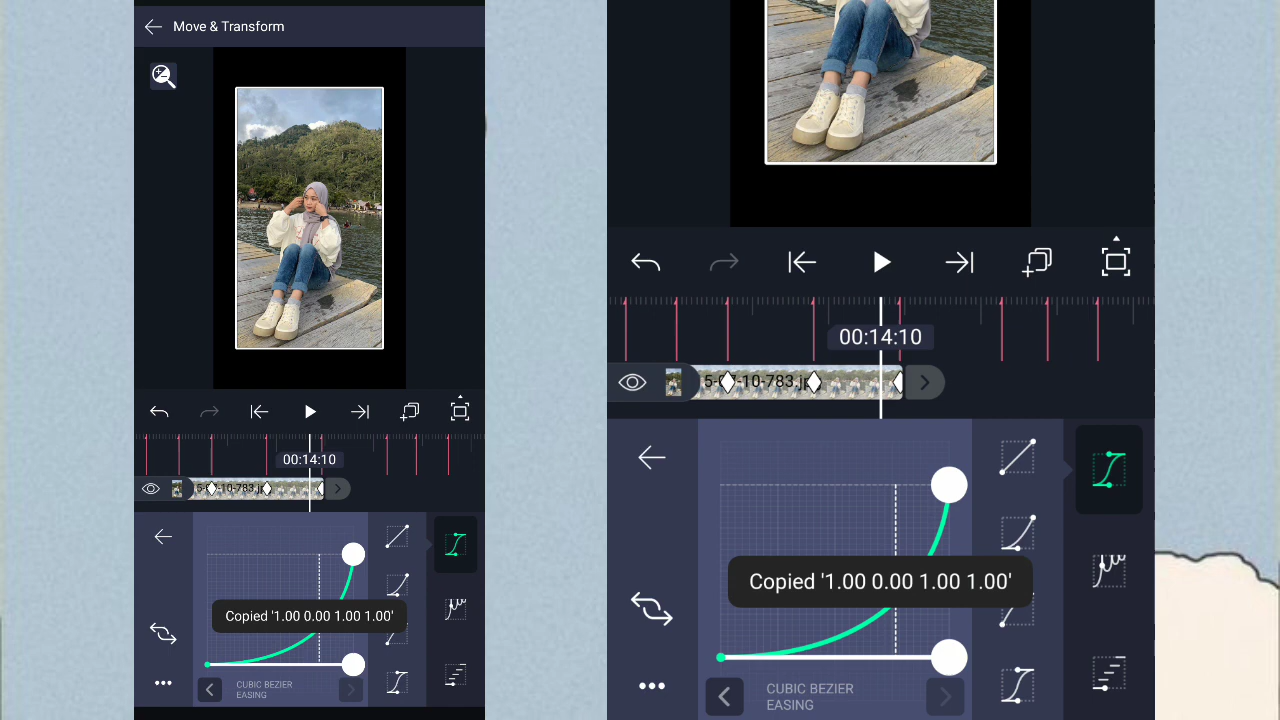 Move & Transform
00:14:10
Copied '1.00 0.00 1.00 1.00'
CUBIC BEZIER
EASING
00:14:10
-10-783.jp
Copied '1.00 0.00 1.00 1.00'
CUBIC BEZIER
EASING